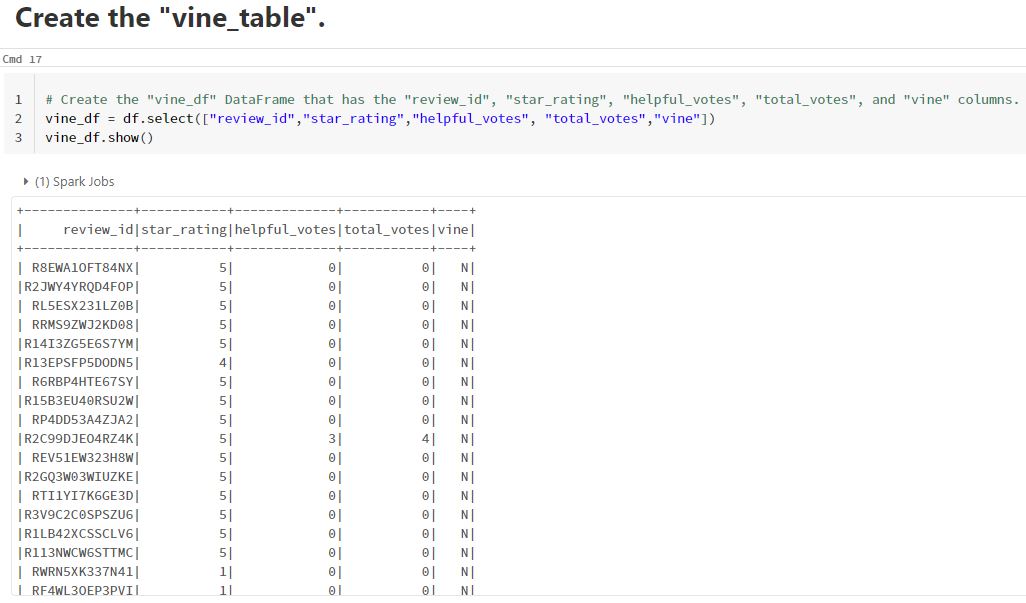 Create the "vine_table".
Cmd 17
1 # Create the "vine_df" DataFrame that has the "review_id", "star_rating", "helpful_votes", "total_votes", and "vine" columns.
2 vine_df = df.select(["review_id","star_rating","helpful_votes", "total_votes","vine"])
3 vine_df.show()
(1) Spark Jobs
+--------------+-----------+-------------+-----------+----+
|     review_id|star_rating|helpful_votes|total_votes|vine|
+--------------+-----------+-------------+-----------+----+
| R8EWA1OFT84NX|          5|            0|          0|   N|
|R2JWY4YRQD4FOP|          5|            0|          0|   N|
| RL5ESX231LZ0B|          5|            0|          0|   N|
| RRMS9ZWJ2KD08|          5|            0|          0|   N|
|R14I3ZG5E6S7YM|          5|            0|          0|   N|
|R13EPSFP5DODN5|          4|            0|          0|   N|
| R6RBP4HTE67SY|          5|            0|          0|   N|
|R15B3EU40RSU2W|          5|            0|          0|   N|
| RP4DD53A4ZJA2|          5|            0|          0|   N|
|R2C99DJEO4RZ4K|          5|            3|          4|   N|
| REV51EW323H8W|          5|            0|          0|   N|
|R2GQ3W03WIUZKE|          5|            0|          0|   N|
| RTI1YI7K6GE3D|          5|            0|          0|   N|
|R3V9C2C0SPSZU6|          5|            0|          0|   N|
|R1LB42XCSSCLV6|          5|            0|          0|   N|
|R113NWCW6STTMC|          5|            0|          0|   N|
| RWRN5XK337N41|          1|            0|          0|   N|
| RF4WL3OEP3PVI|          1|            0|          0|   N|